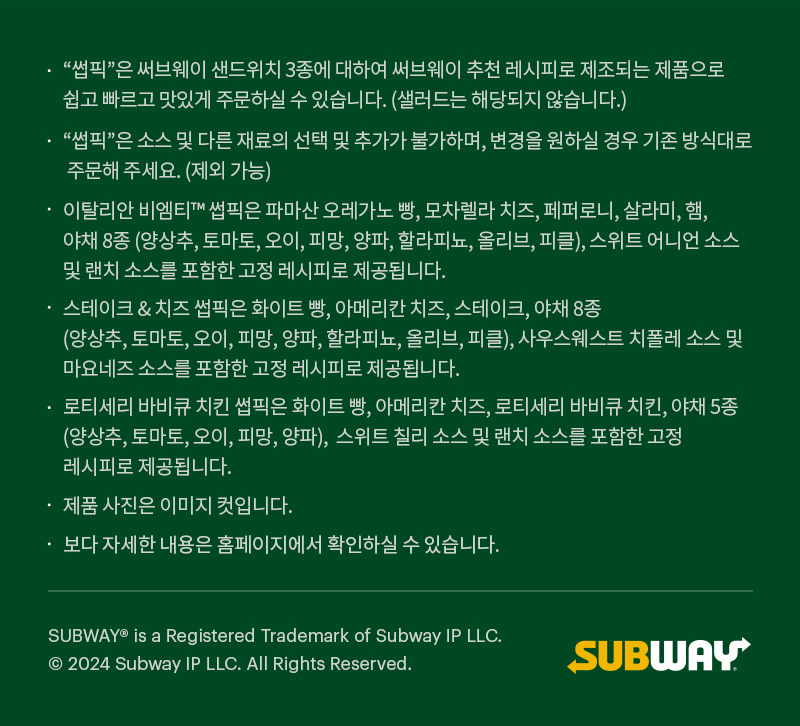 · “썹픽”은 써브웨이 샌드위치 3종에 대하여 써브웨이 추천 레시피로 제조되는 제품으로
쉽고 빠르고 맛있게 주문하실 수 있습니다. (샐러드는 해당되지 않습니다.)
· “썹픽”은 소스 및 다른 재료의 선택 및 추가가 불가하며, 변경을 원하실 경우 기존 방식대로
주문해 주세요. (제외 가능)
· 이탈리안 비엠티™ 썹픽은 파마산 오레가노 빵, 모차렐라 치즈, 페퍼로니, 살라미, 햄,
야채 8종 (양상추, 토마토, 오이, 피망, 양파, 할라피뇨, 올리브, 피클), 스위트 어니언 소스
및 랜치 소스를 포함한 고정 레시피로 제공됩니다.
· 스테이크 & 치즈 썹픽은 화이트 빵, 아메리칸 치즈, 스테이크, 야채 8종
(양상추, 토마토, 오이, 피망, 양파, 할라피뇨, 올리브, 피클), 사우스웨스트 치폴레 소스 및
마요네즈 소스를 포함한 고정 레시피로 제공됩니다.
· 로티세리 바비큐 치킨 썹픽은 화이트 빵, 아메리칸 치즈, 로티세리 바비큐 치킨, 야채 5종
(양상추, 토마토, 오이, 피망, 양파), 스위트 칠리 소스 및 랜치 소스를 포함한 고정
레시피로 제공됩니다.
· 제품 사진은 이미지 컷입니다.
· 보다 자세한 내용은 홈페이지에서 확인하실 수 있습니다.
SUBWAY® is a Registered Trademark of Subway IP LLC.
© 2024 Subway IP LLC. All Rights Reserved.
SUBWAY®